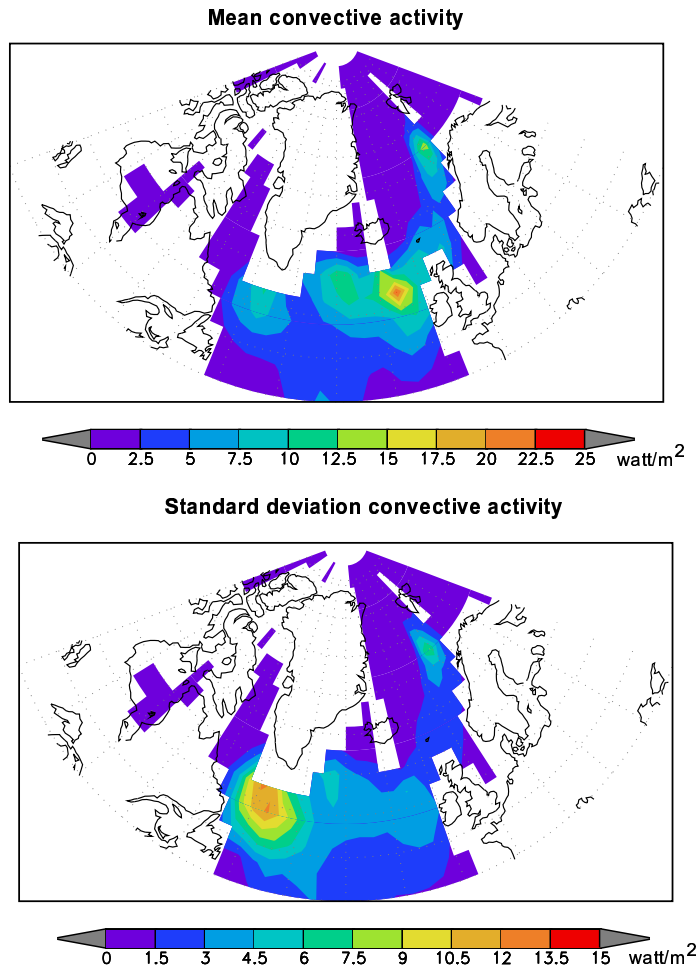 Mean convective activity
0 2.5 5 7.5 10 12.5 15 17.5 20 22.5 25 watt/m²
Standard deviation convective activity
0 1.5 3 4.5 6 7.5 9 10.5 12 13.5 15 watt/m²